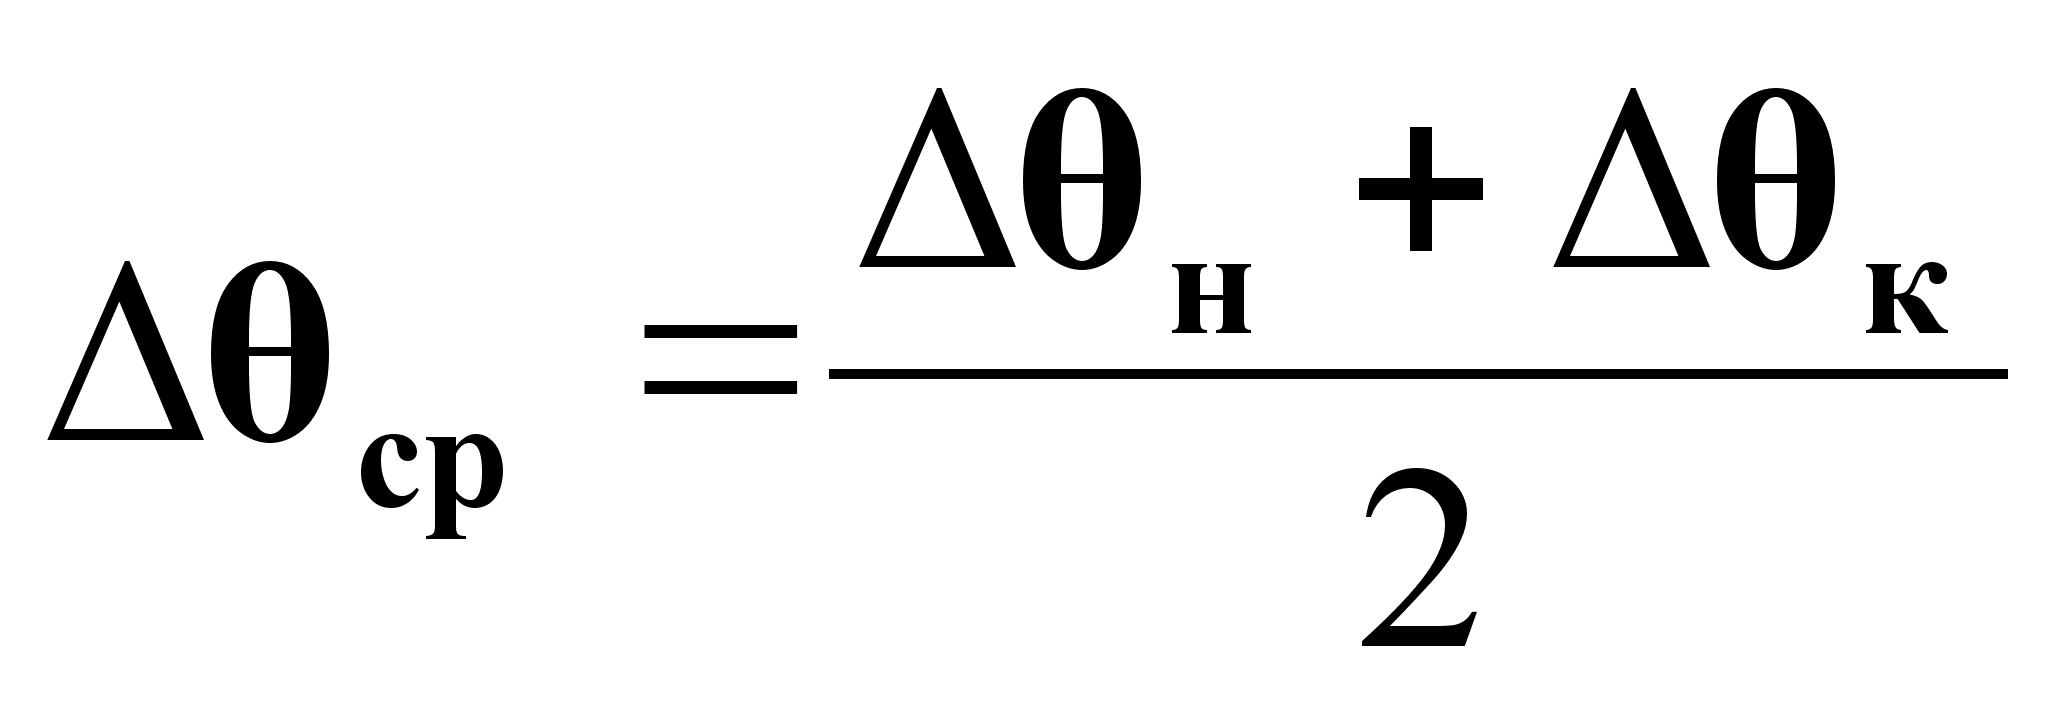 Δθср = (Δθн + Δθк) / 2